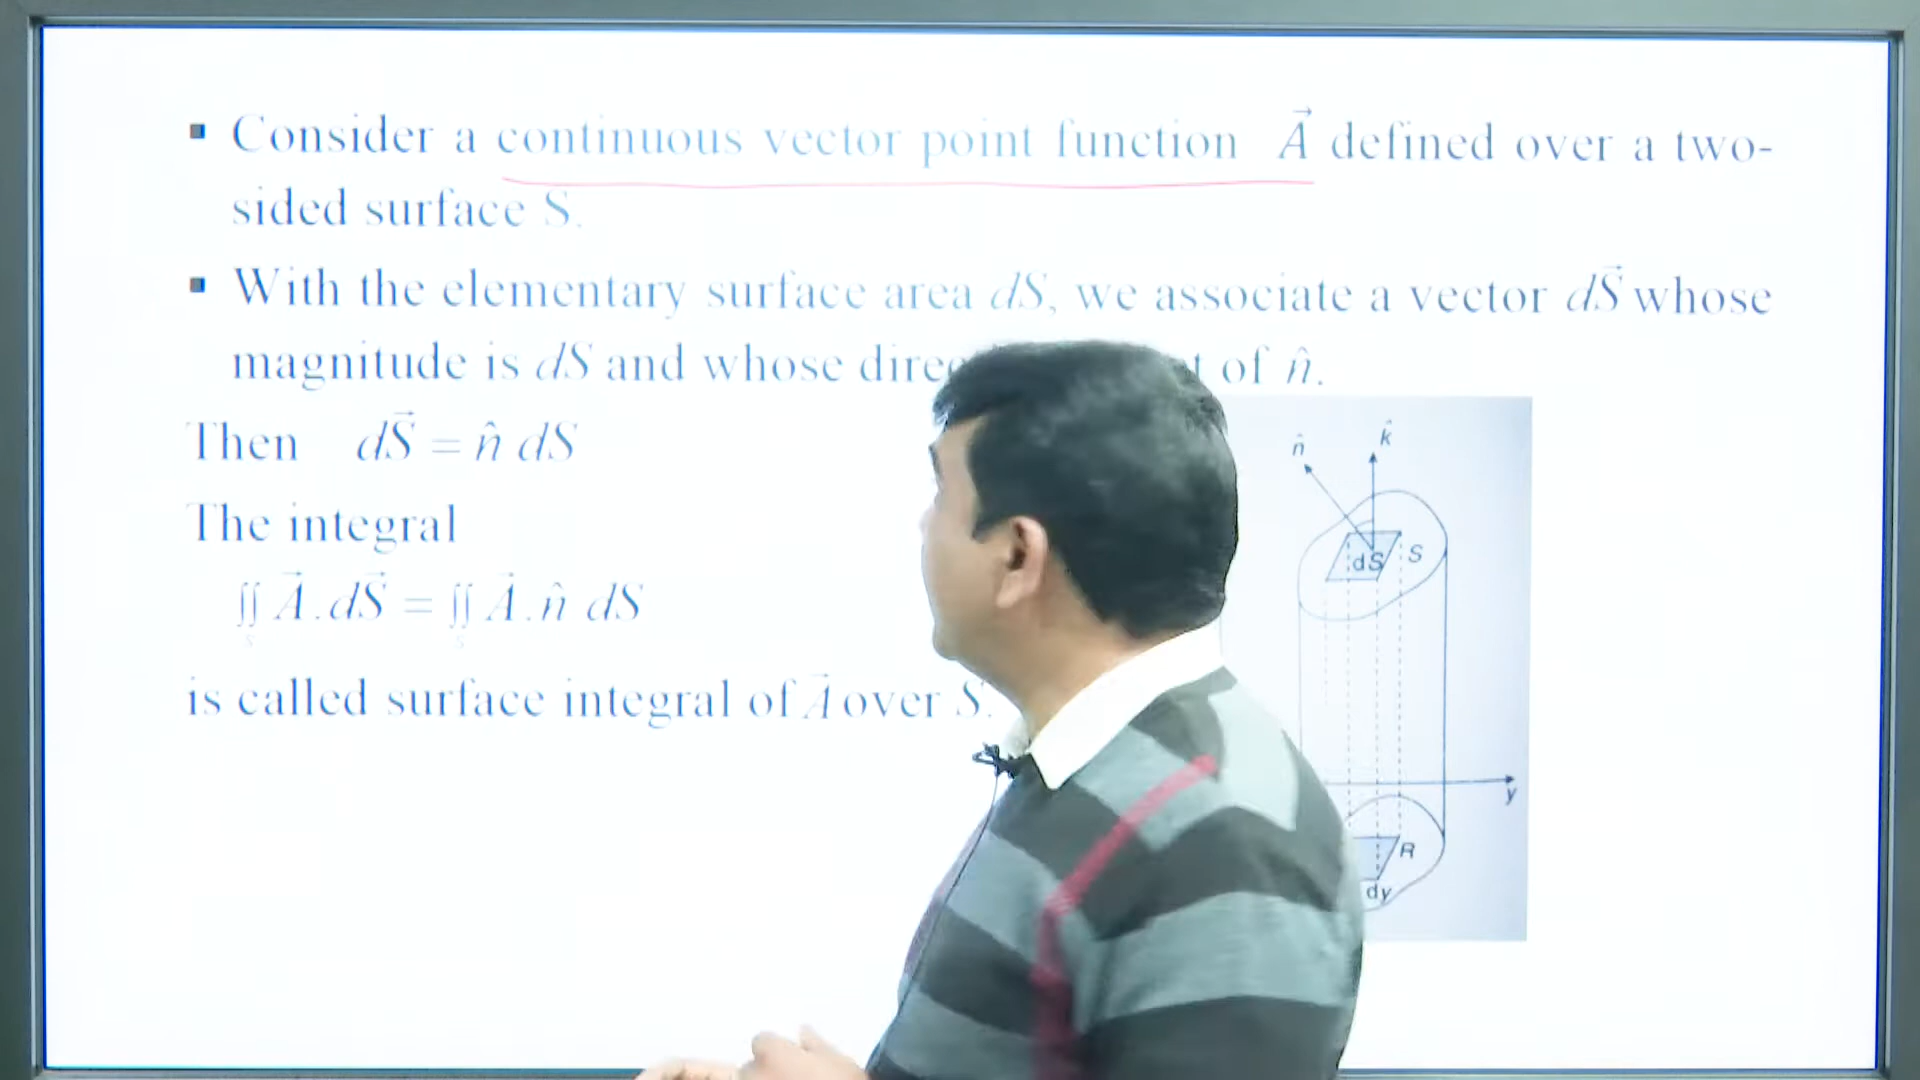 ▪ Consider a continuous vector point function A⃗ defined over a two-
sided surface S.
▪ With the elementary surface area dS, we associate a vector dS⃗ whose
magnitude is dS and whose of n̂.
Then dS⃗ = n̂ dS
The integral
∬ₛ A⃗ . dS⃗ = ∬ₛ A⃗ . n̂ dS
is called surface integral of A⃗ over S.
n̂ k̂
dS S
y
R
dy